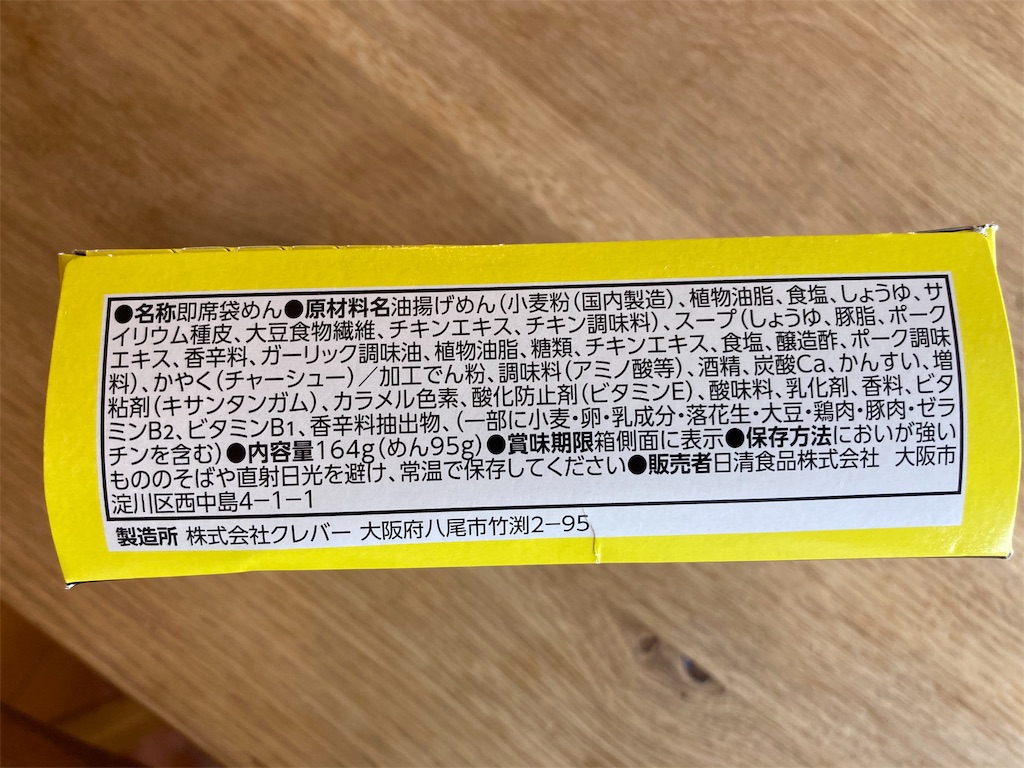 ●名称即席袋めん●原材料名油揚げめん(小麦粉(国内製造)、植物油脂、食塩、しょうゆ、サ
イリウム種皮、大豆食物繊維、チキンエキス、チキン調味料)、スープ(しょうゆ、豚脂、ポーク
エキス、香辛料、ガーリック調味油、植物油脂、糖類、チキンエキス、食塩、醸造酢、ポーク調味
料)、かやく(チャーシュー)/加工でん粉、調味料(アミノ酸等)、酒精、炭酸Ca、かんすい、増
粘剤(キサンタンガム)、カラメル色素、酸化防止剤(ビタミンE)、酸味料、乳化剤、香料、ビタ
ミンB2、ビタミンB1、香辛料抽出物、(一部に小麦・卵・乳成分・落花生・大豆・鶏肉・豚肉・ゼラ
チンを含む)●内容量164g(めん95g)●賞味期限箱側面に表示●保存方法においが強い
もののそばや直射日光を避け、常温で保存してください●販売者日清食品株式会社 大阪市
淀川区西中島4-1-1
製造所 株式会社クレバー 大阪府八尾市竹渕2-95